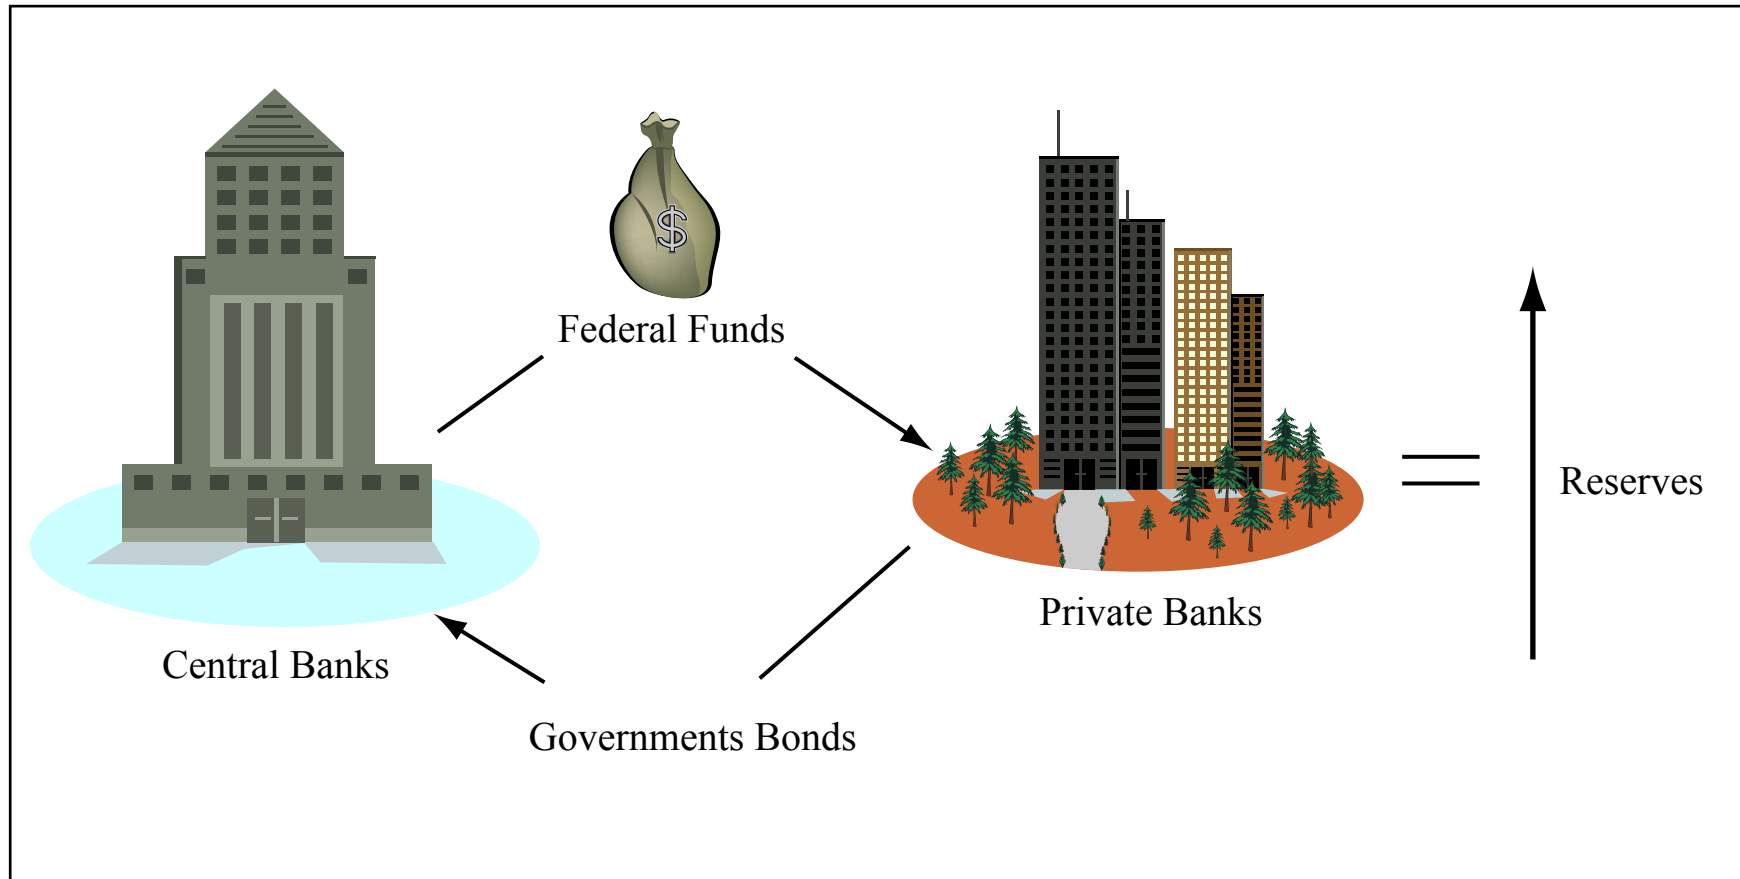 $
Federal Funds
Reserves
Private Banks
Central Banks
Governments Bonds